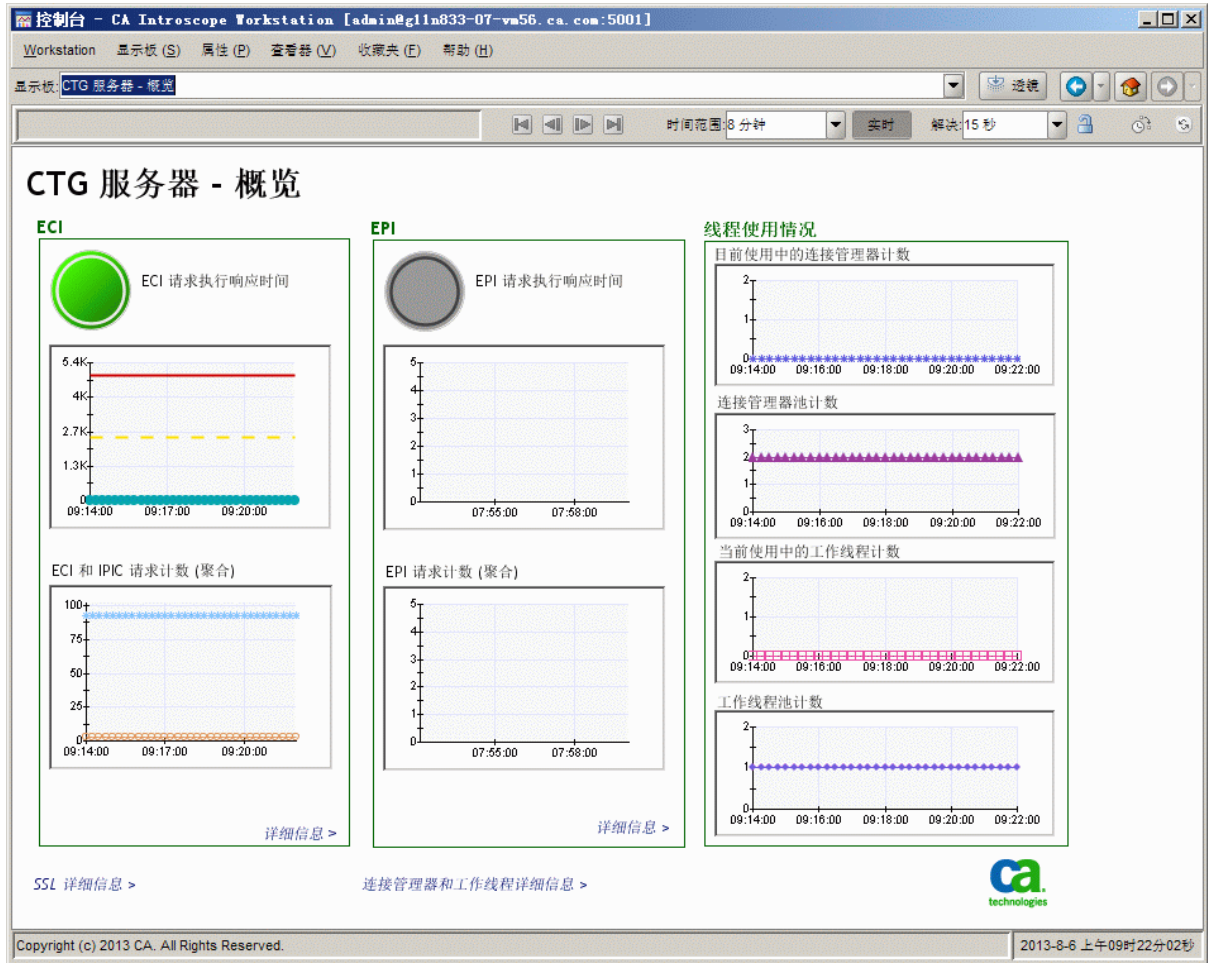 控制台 - CA Introscope Workstation [admin@g11n833-07-vm56.ca.com:5001]
Workstation 显示板 (S) 属性 (P) 查看器 (V) 收藏夹 (F) 帮助 (H)
显示板: CTG 服务器 - 概览 透镜
时间范围: 8 分钟 实时 解决: 15 秒
CTG 服务器 - 概览
ECI
ECI 请求执行响应时间
5.4K
4K
2.7K
1.3K
0
09:14:00 09:17:00 09:20:00
ECI 和 IPIC 请求计数 (聚合)
100
75
50
25
0
09:14:00 09:17:00 09:20:00
详细信息 >
EPI
EPI 请求执行响应时间
5
4
3
2
1
0
07:55:00 07:58:00
EPI 请求计数 (聚合)
5
4
3
2
1
0
07:55:00 07:58:00
详细信息 >
线程使用情况
目前使用中的连接管理器计数
2
1
0
09:14:00 09:16:00 09:18:00 09:20:00 09:22:00
连接管理器池计数
3
2
1
0
09:14:00 09:16:00 09:18:00 09:20:00 09:22:00
当前使用中的工作线程计数
2
1
0
09:14:00 09:16:00 09:18:00 09:20:00 09:22:00
工作线程池计数
2
1
0
09:14:00 09:16:00 09:18:00 09:20:00 09:22:00
SSL 详细信息 >
连接管理器和工作线程详细信息 >
ca.
technologies
Copyright (c) 2013 CA. All Rights Reserved.
2013-8-6 上午09时22分02秒